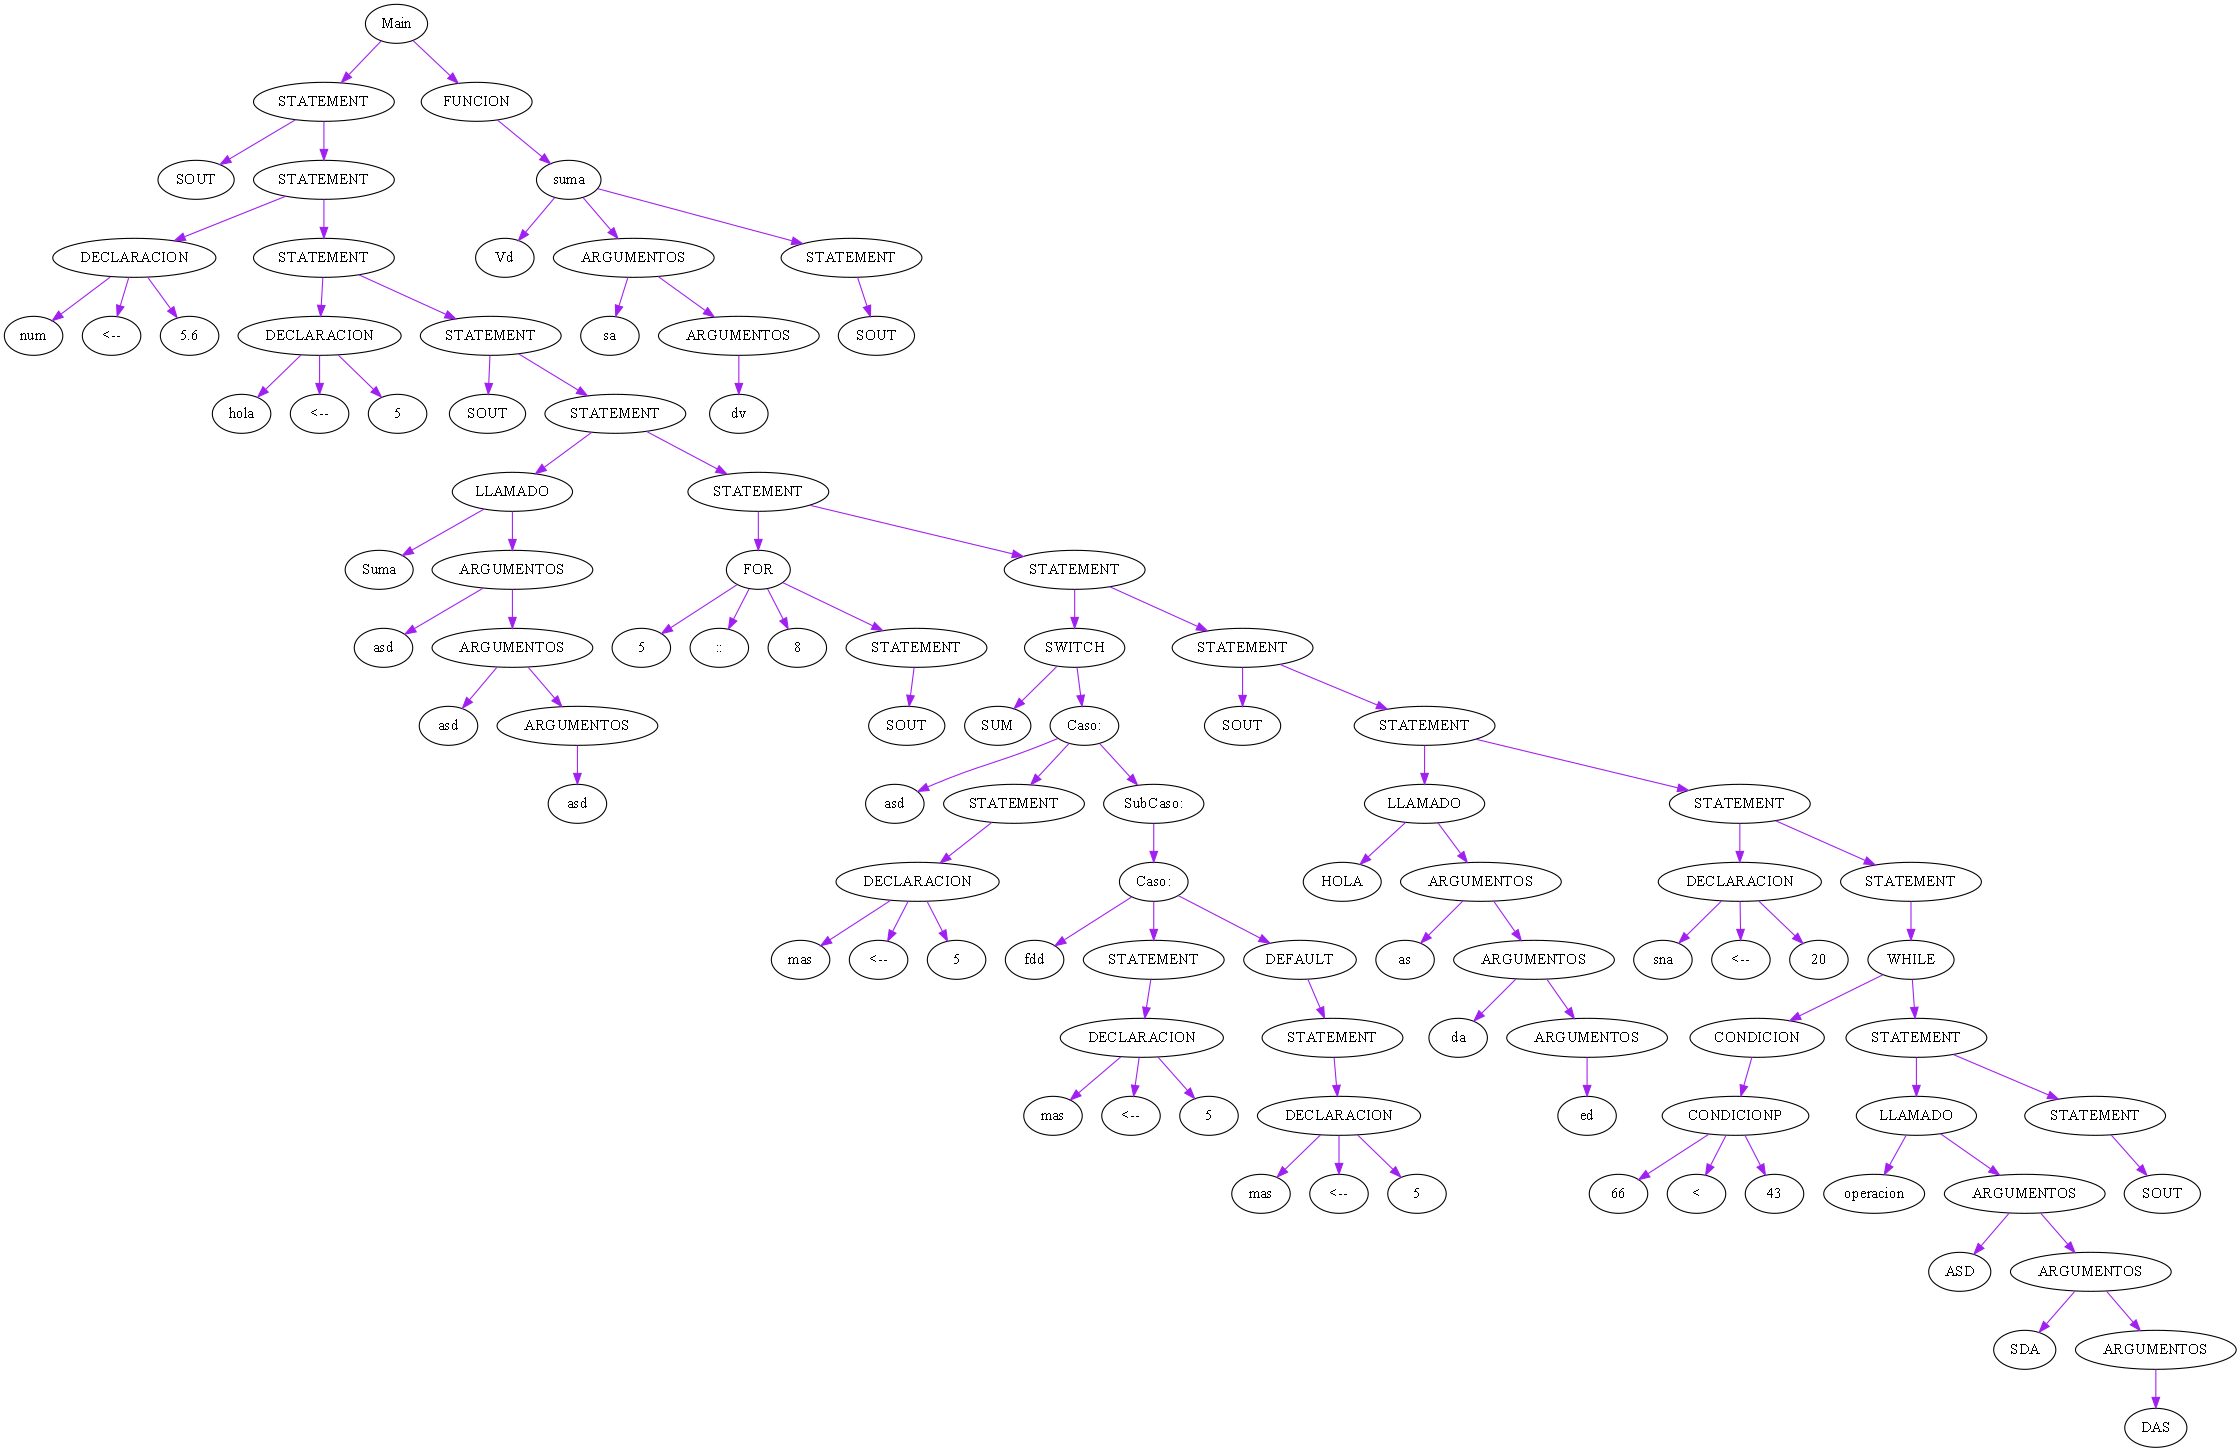 Main
STATEMENT FUNCION
SOUT STATEMENT suma
DECLARACION STATEMENT Vd ARGUMENTOS STATEMENT
num <-- 5.6 DECLARACION STATEMENT sa ARGUMENTOS SOUT
hola <-- 5 SOUT STATEMENT dv
LLAMADO STATEMENT
Suma ARGUMENTOS FOR STATEMENT
asd ARGUMENTOS 5 :: 8 STATEMENT SWITCH STATEMENT
asd ARGUMENTOS SOUT SUM Caso: SOUT STATEMENT
asd asd STATEMENT SubCaso: LLAMADO STATEMENT
DECLARACION Caso: HOLA ARGUMENTOS DECLARACION STATEMENT
mas <-- 5 fdd STATEMENT DEFAULT as ARGUMENTOS sna <-- 20 WHILE
DECLARACION STATEMENT da ARGUMENTOS CONDICION STATEMENT
mas <-- 5 DECLARACION ed CONDICIONP LLAMADO STATEMENT
mas <-- 5 66 < 43 operacion ARGUMENTOS SOUT
ASD ARGUMENTOS
SDA ARGUMENTOS
DAS